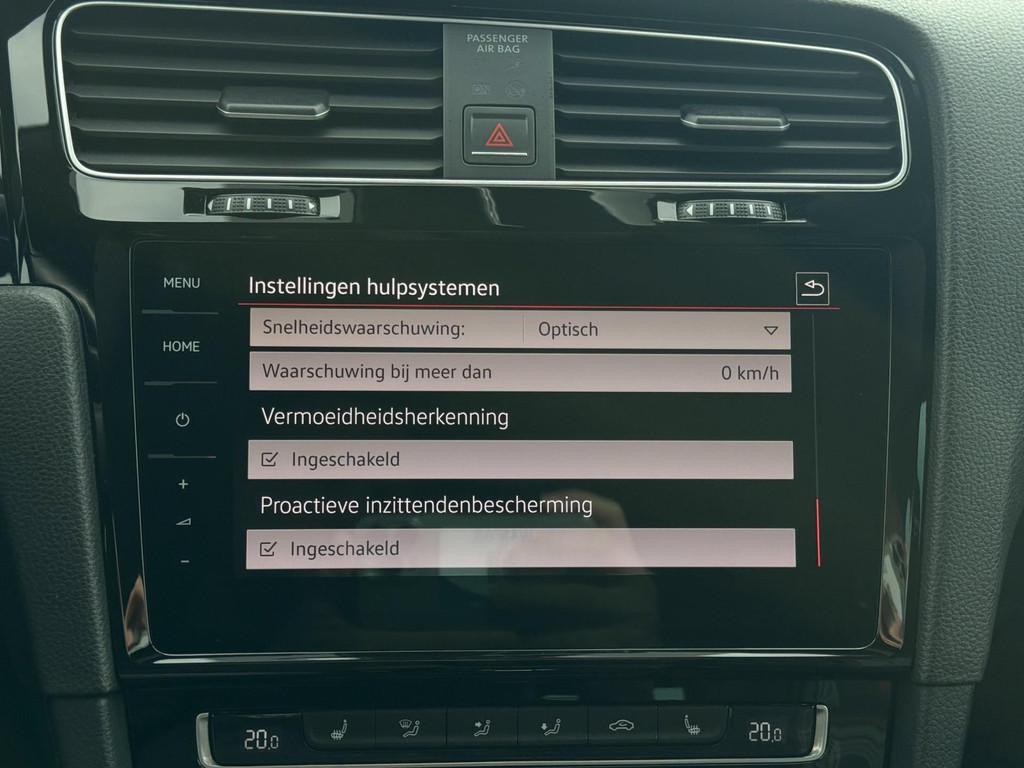 PASSENGER
AIR BAG
ON
MENU
Instellingen hulpsystemen
Snelheidswaarschuwing: Optisch
HOME
Waarschuwing bij meer dan 0 km/h
Vermoeidheidsherkenning
+
Ingeschakeld
Proactieve inzittendenbescherming
-
Ingeschakeld
20,0 20,0